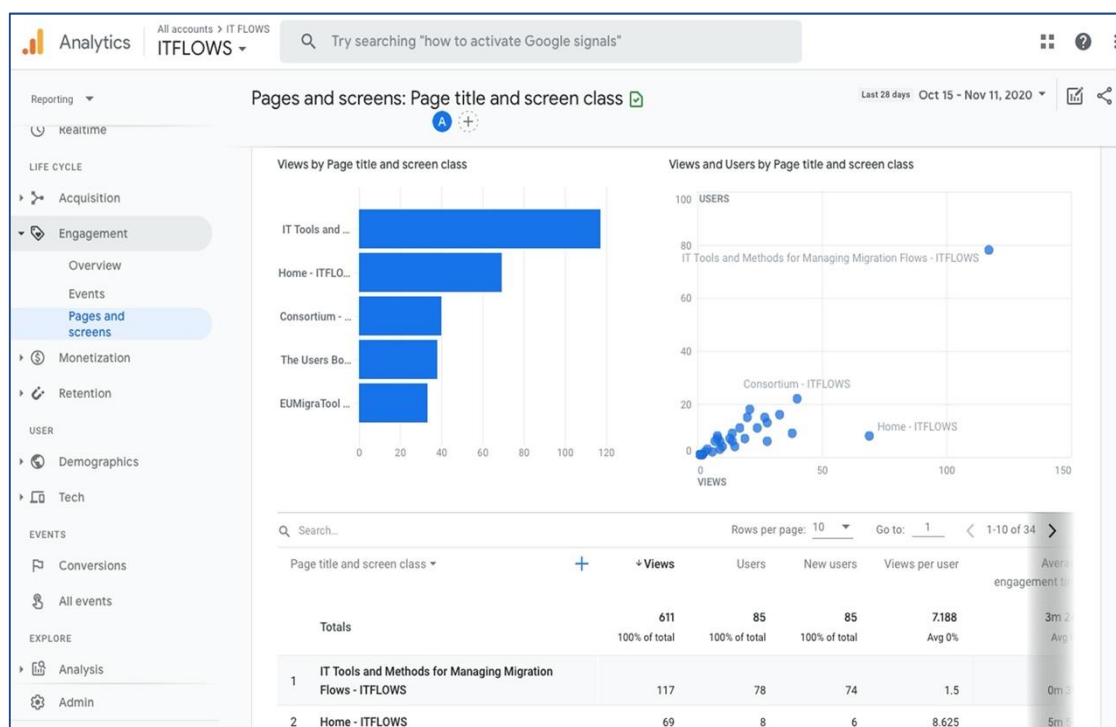 Analytics
All accounts > IT FLOWS
ITFLOWS
Try searching "how to activate Google signals"
Reporting
Pages and screens: Page title and screen class
Last 28 days Oct 15 - Nov 11, 2020
A
Realtime
LIFE CYCLE
Acquisition
Engagement
Overview
Events
Pages and
screens
Monetization
Retention
USER
Demographics
Tech
EVENTS
Conversions
All events
EXPLORE
Analysis
Admin
Views by Page title and screen class
IT Tools and ...
Home - ITFLO...
Consortium - ...
The Users Bo...
EUMigraTool ...
0 20 40 60 80 100 120
Views and Users by Page title and screen class
100 USERS
80
IT Tools and Methods for Managing Migration Flows - ITFLOWS
60
40
Consortium - ITFLOWS
20
Home - ITFLOWS
0
0 50 100 150
VIEWS
Search...
Rows per page: 10
Go to: 1
1-10 of 34
Page title and screen class
+
Views Users New users Views per user
engagement
Totals
611 85 85 7.188 3m
100% of total 100% of total 100% of total Avg 0% Avg
1 IT Tools and Methods for Managing Migration
Flows - ITFLOWS 117 78 74 1.5 0m
2 Home - ITFLOWS 69 8 6 8.625 5m